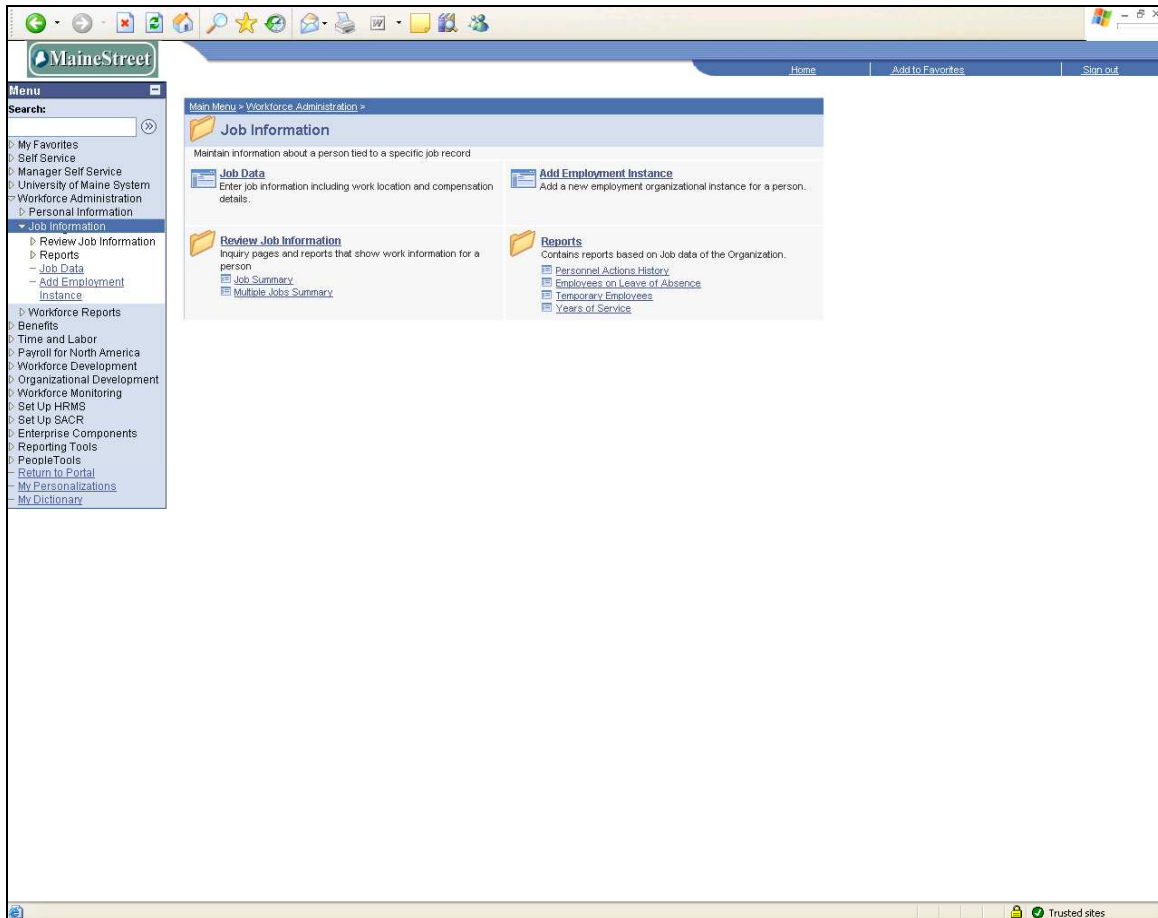 MaineStreet
Home
Add to Favorites
Sign out
Menu
Search:
My Favorites
Self Service
Manager Self Service
University of Maine System
Workforce Administration
Personal Information
Job Information
Review Job Information
Reports
Job Data
Add Employment
Instance
Workforce Reports
Benefits
Time and Labor
Payroll for North America
Workforce Development
Organizational Development
Workforce Monitoring
Set Up HRMS
Set Up SACR
Enterprise Components
Reporting Tools
PeopleTools
Return to Portal
My Personalizations
My Dictionary
Main Menu > Workforce Administration >
Job Information
Maintain information about a person tied to a specific job record
Job Data
Enter job information including work location and compensation
details.
Add Employment Instance
Add a new employment organizational instance for a person.
Review Job Information
Inquiry pages and reports that show work information for a
person
Job Summary
Multiple Jobs Summary
Reports
Contains reports based on Job data of the Organization.
Personnel Actions History
Employees on Leave of Absence
Temporary Employees
Years of Service
Trusted sites